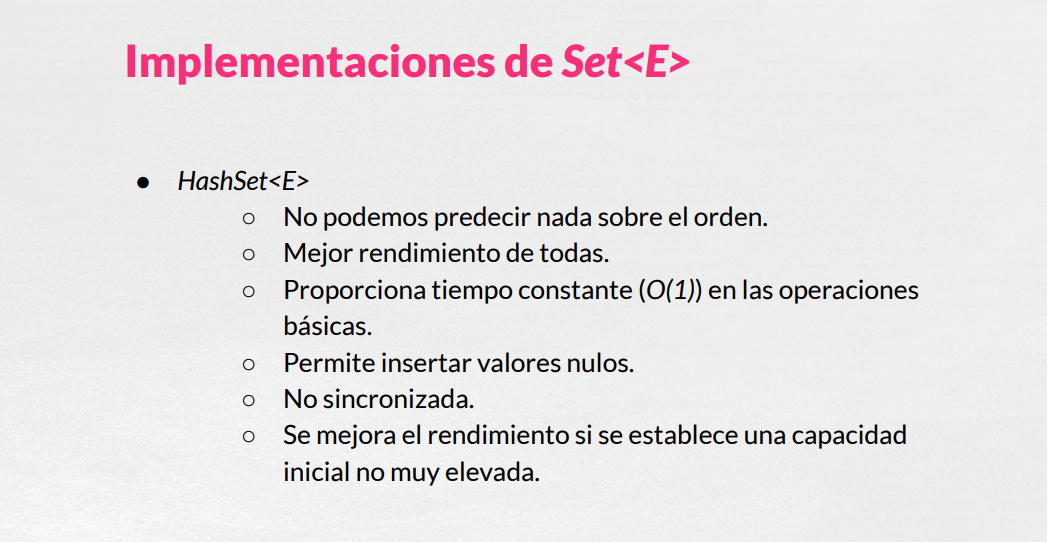 Implementaciones de Set<E>
● HashSet<E>
○ No podemos predecir nada sobre el orden.
○ Mejor rendimiento de todas.
○ Proporciona tiempo constante (O(1)) en las operaciones
básicas.
○ Permite insertar valores nulos.
○ No sincronizada.
○ Se mejora el rendimiento si se establece una capacidad
inicial no muy elevada.